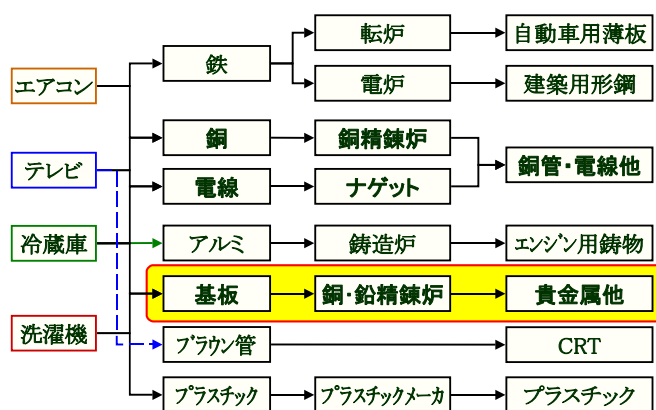 エアコン
テレビ
冷蔵庫
洗濯機
鉄
転炉
自動車用薄板
電炉
建築用形鋼
銅
銅精錬炉
電線
ナゲット
銅管・電線他
アルミ
鋳造炉
エンジン用鋳物
基板
銅・鉛精錬炉
貴金属他
ブラウン管
CRT
プラスチック
プラスチックメーカ
プラスチック